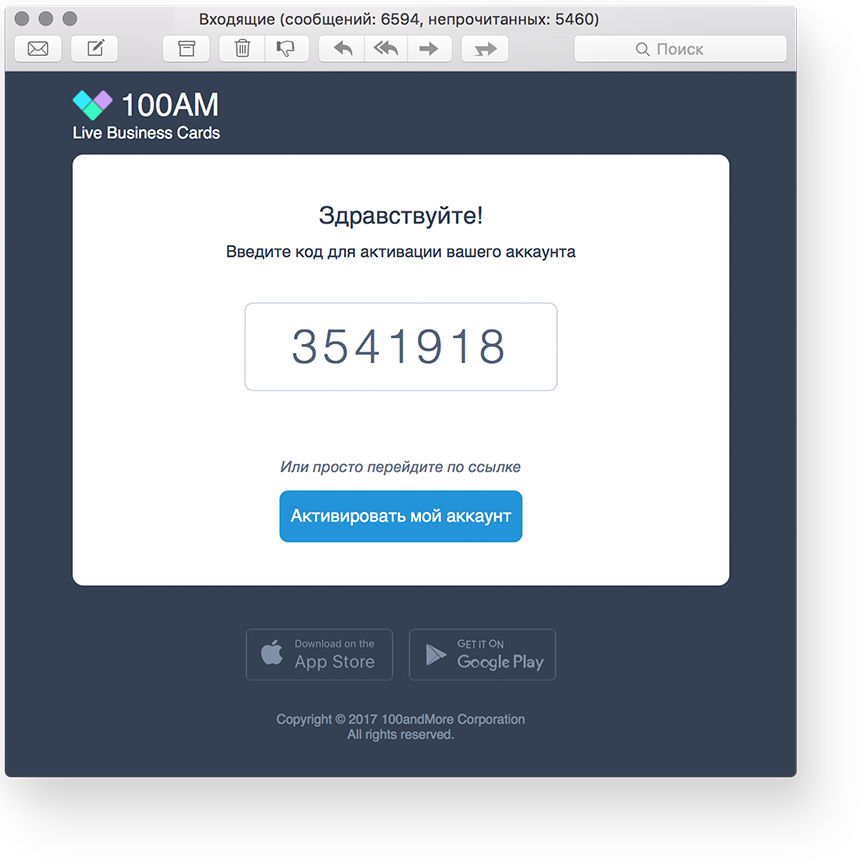 Входящие (сообщений: 6594, непрочитанных: 5460)
Поиск
100AM
Live Business Cards
Здравствуйте!
Введите код для активации вашего аккаунта
3541918
Или просто перейдите по ссылке
Активировать мой аккаунт
Download on the
App Store
GET IT ON
Google Play
Copyright © 2017 100andMore Corporation
All rights reserved.